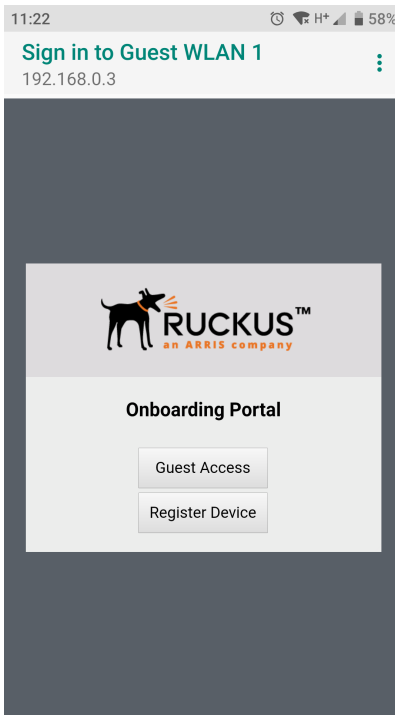 11:22
H+
58%
Sign in to Guest WLAN 1
192.168.0.3
RUCKUS™
an ARRIS company
Onboarding Portal
Guest Access
Register Device